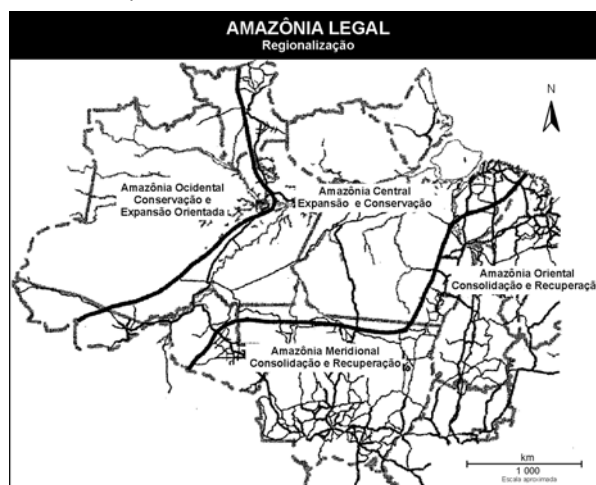 AMAZÔNIA LEGAL
Regionalização
N
Amazônia Ocidental
Conservação e
Expansão Orientada
Amazônia Central
Expansão e Conservação
Amazônia Oriental
Consolidação e Recuperaçã
Amazônia Meridional
Consolidação e Recuperação
km
1 000
Escala aproximada